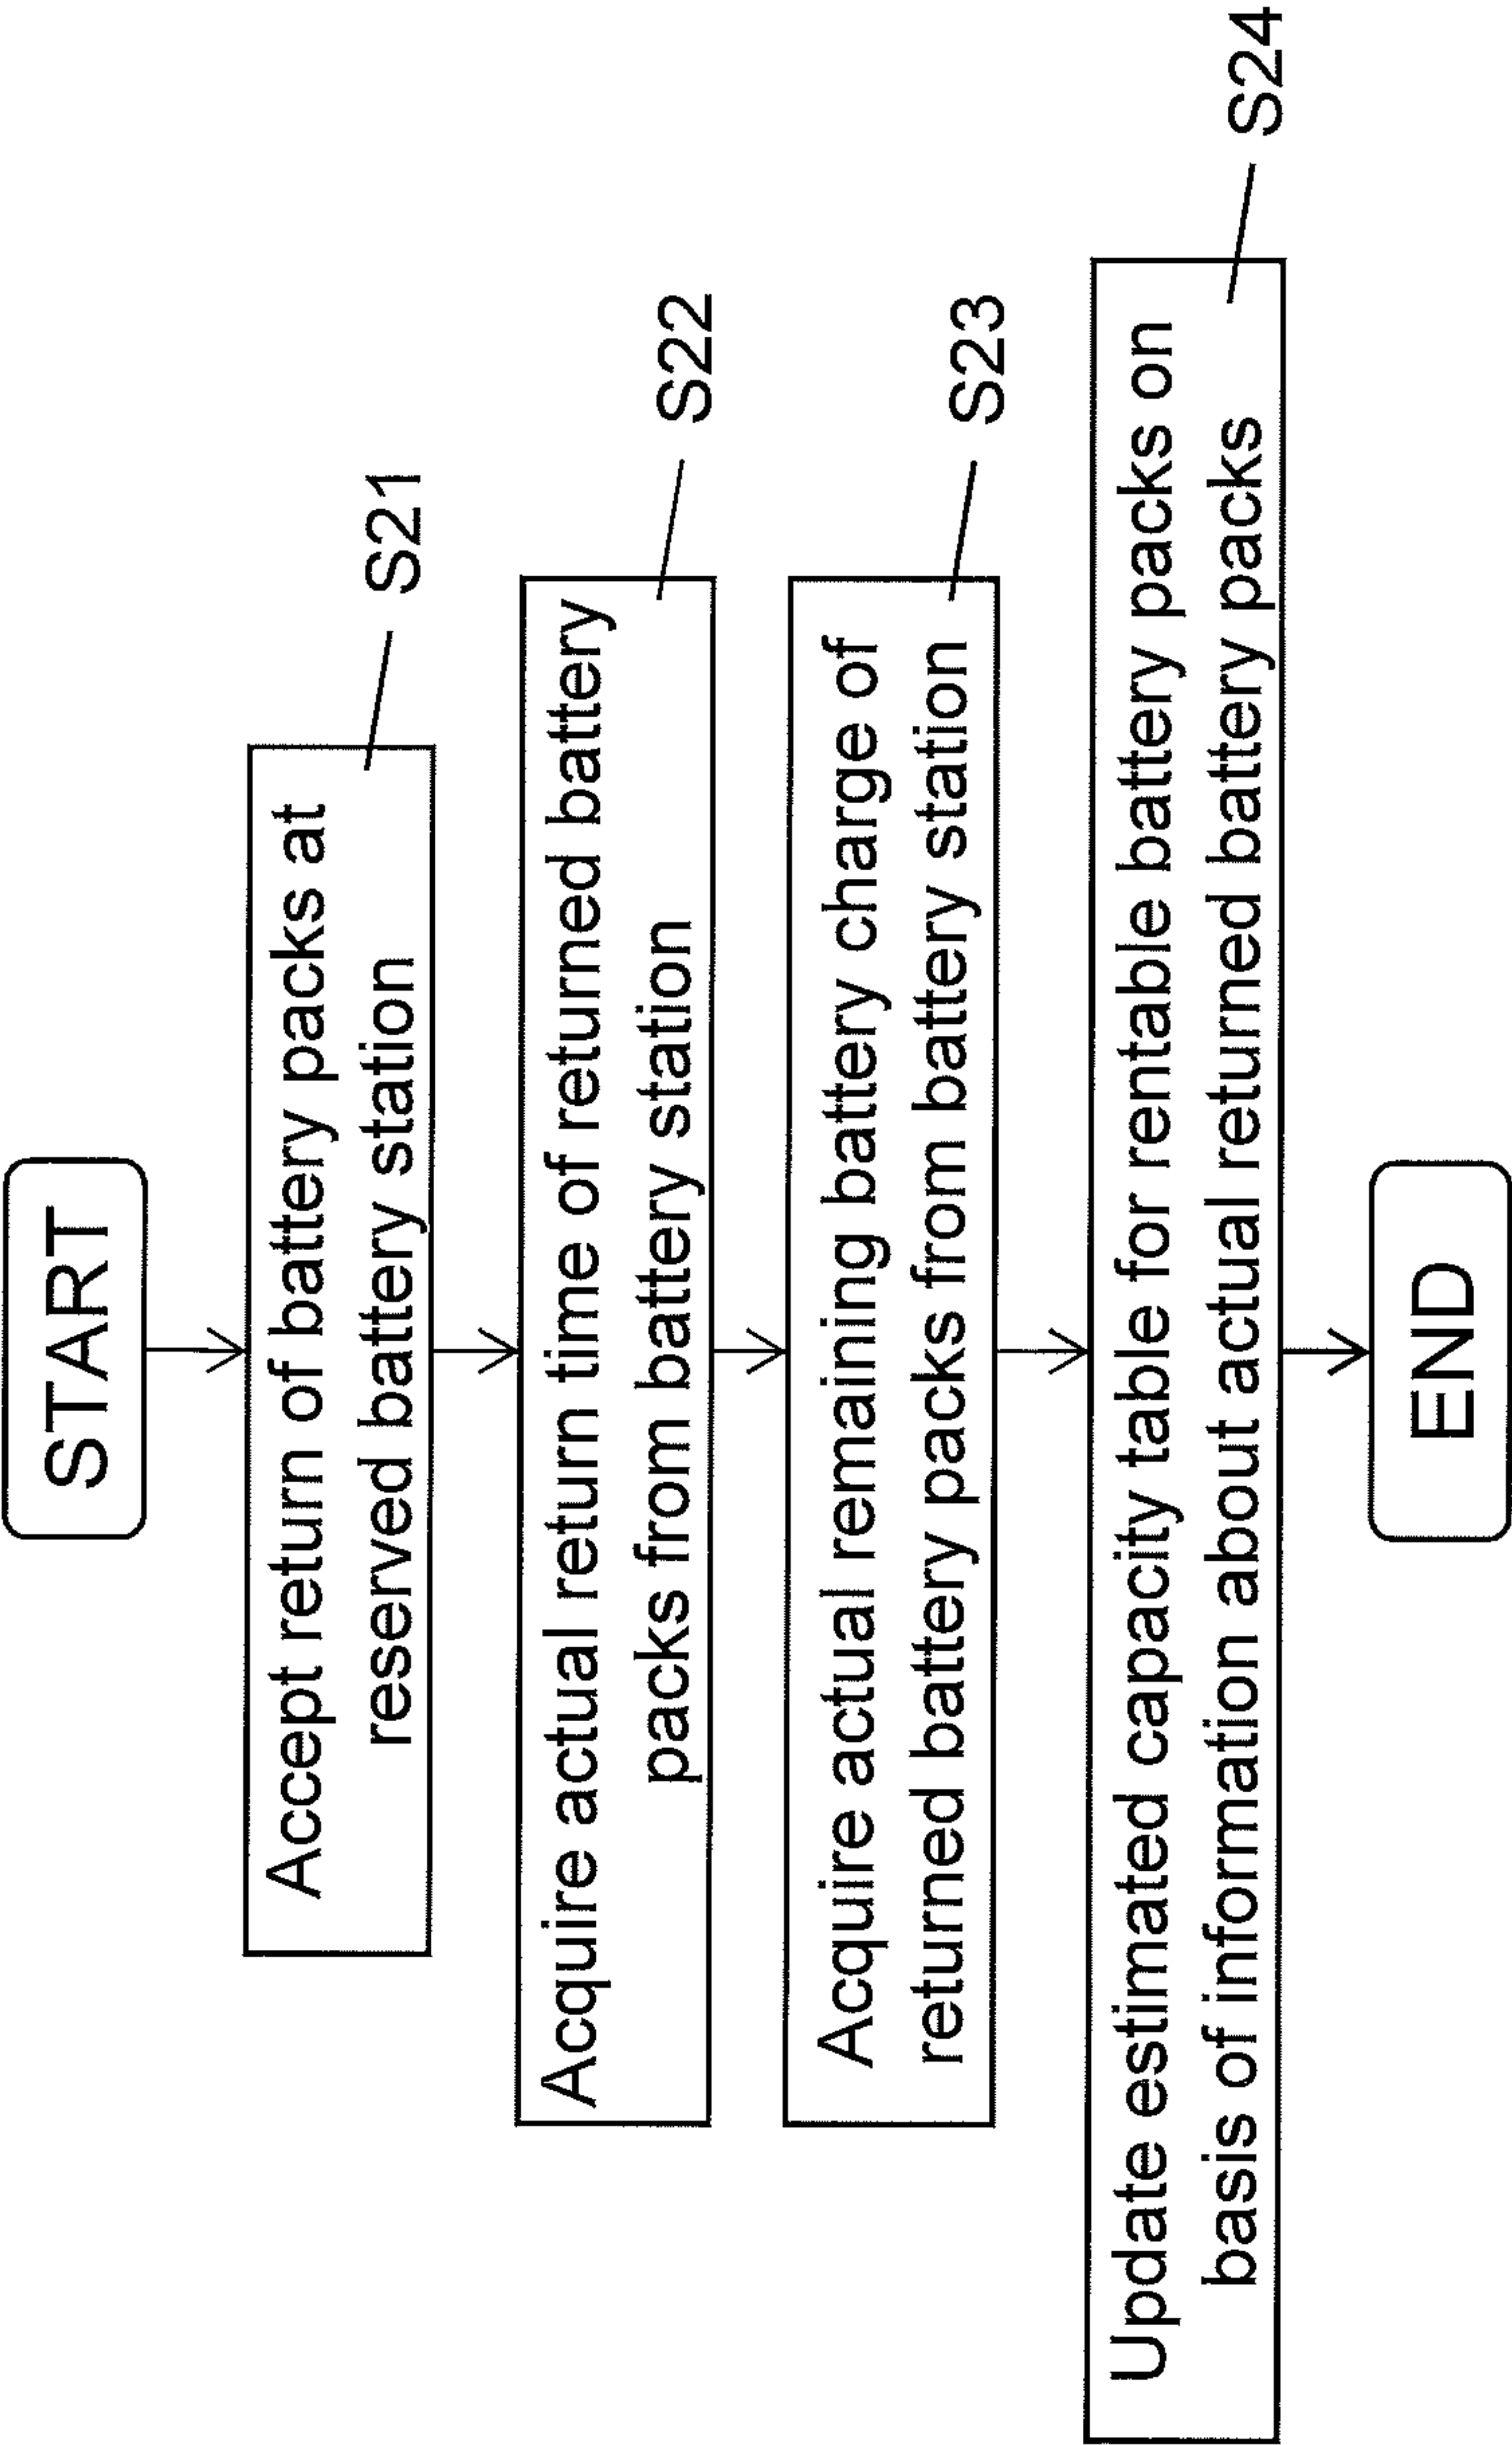 START
Accept return of battery packs at
reserved battery station
S21
Acquire actual return time of returned battery
packs from battery station
S22
Acquire actual remaining battery charge of
returned battery packs from battery station
S23
Update estimated capacity table for rentable battery packs on
basis of information about actual returned battery packs
S24
END